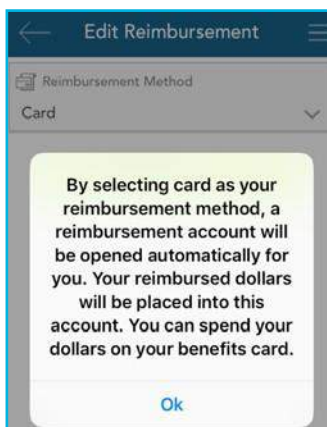 Edit Reimbursement
Reimbursement Method
Card
By selecting card as your
reimbursement method, a
reimbursement account will
be opened automatically for
you. Your reimbursed dollars
will be placed into this
account. You can spend your
dollars on your benefits card.
Ok